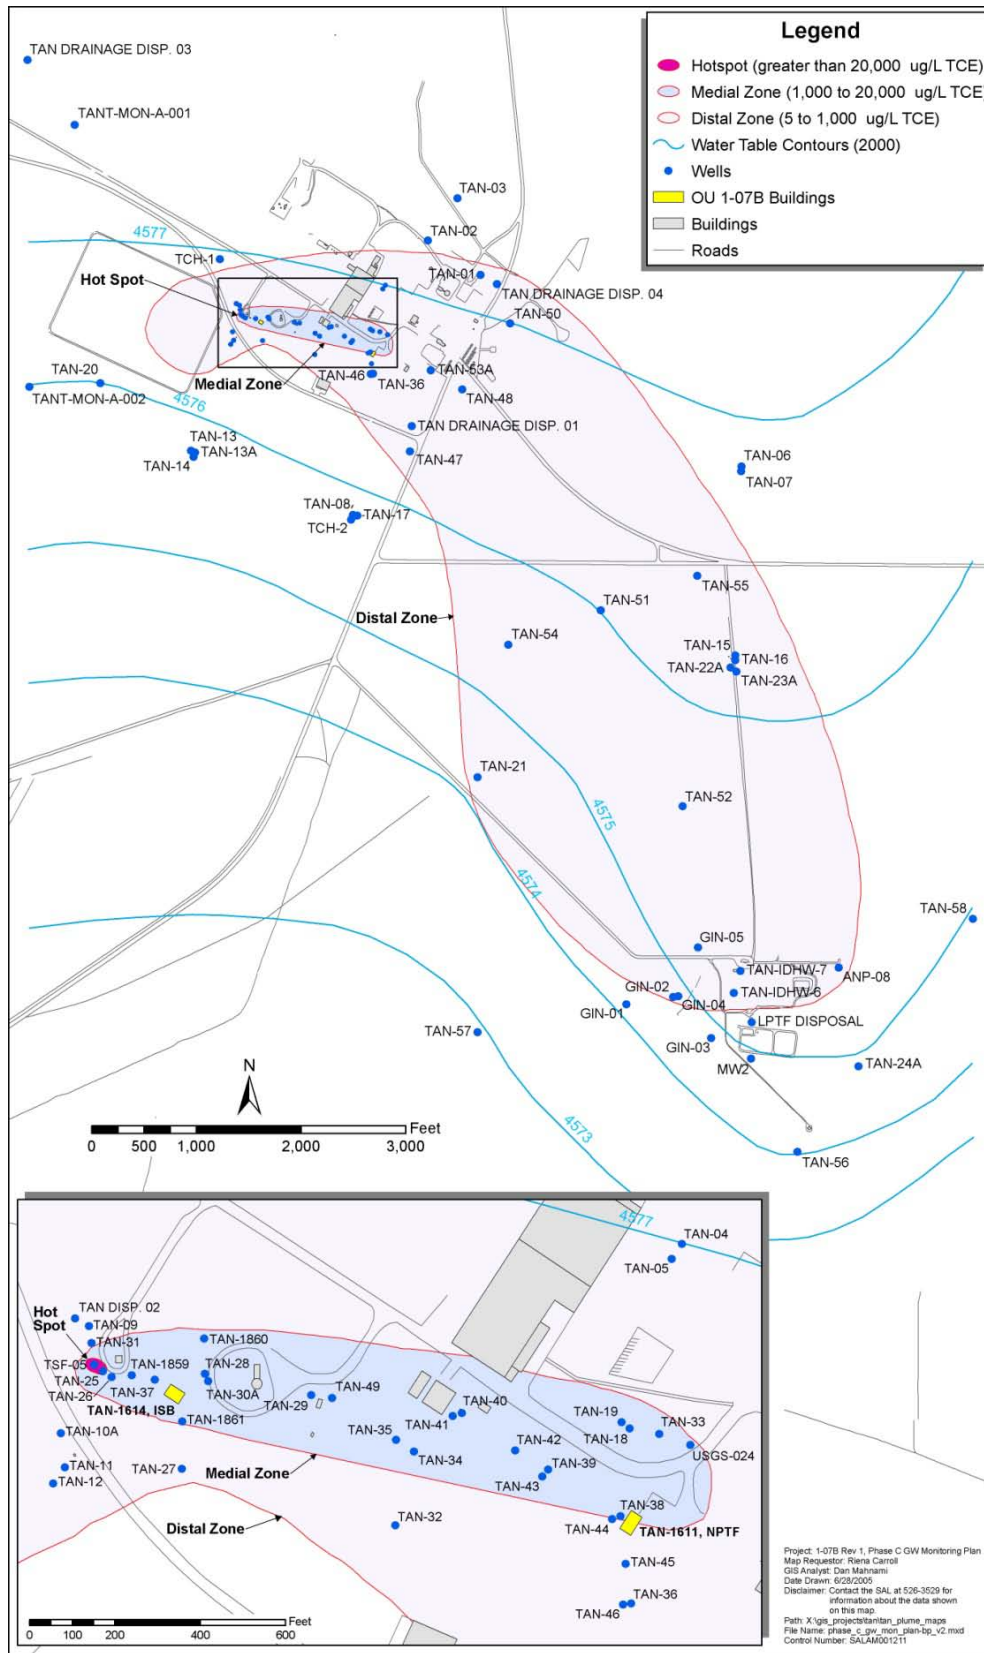 Legend
Hotspot (greater than 20,000 ug/L TCE)
Medial Zone (1,000 to 20,000 ug/L TCE)
Distal Zone (5 to 1,000 ug/L TCE)
Water Table Contours (2000)
Wells
OU 1-07B Buildings
Buildings
Roads
TAN DRAINAGE DISP. 03
TANT-MON-A-001
TAN-03
TAN-02
4577
TCH-1
TAN-01
Hot Spot
TAN DRAINAGE DISP. 04
TAN-50
Medial Zone
TAN-46
TAN-36
TAN-53A
TAN-20
TANT-MON-A-002
4576
TAN-48
TAN DRAINAGE DISP. 01
TAN-13
TAN-13A
TAN-14
TAN-47
TAN-06
TAN-07
TAN-08,
TAN-17
TCH-2
TAN-55
TAN-51
Distal Zone
TAN-54
TAN-15
TAN-16
TAN-22A
TAN-23A
TAN-21
TAN-52
4575
4574
TAN-58
GIN-05
TAN-IDHW-7
ANP-08
GIN-02
TAN-IDHW-6
GIN-04
GIN-01
LPTF DISPOSAL
TAN-57
GIN-03
MW2
TAN-24A
N
Feet
0 500 1,000 2,000 3,000
4573
TAN-56
4577
TAN-04
TAN-05
TAN DISP. 02
Hot
Spot
TAN-09
TAN-31
TAN-1860
TSF-05
TAN-1859
TAN-28
TAN-25
TAN-26
TAN-37
TAN-30A
TAN-49
TAN-29
TAN-1614, ISB
TAN-40
TAN-41
TAN-1861
TAN-19
TAN-33
TAN-18
TAN-10A
TAN-35
TAN-42
USGS-024
TAN-34
TAN-39
TAN-11
TAN-27
Medial Zone
TAN-43
TAN-12
TAN-38
TAN-32
TAN-44
TAN-1611, NPTF
Distal Zone
TAN-45
TAN-36
TAN-46
Feet
0 100 200 400 600
Project: 1-07B Rev 1, Phase C GW Monitoring Plan
Map Requestor: Riena Carroll
GIS Analyst: Dan Mahnami
Date Drawn: 6/28/2005
Disclaimer: Contact the SAL at 526-3529 for
information about the data shown
on this map.
Path: X:\gis_projects\tan\tan_plume_maps
File Name: phase_c_gw_mon_plan-bp_v2.mxd
Control Number: SALAM001211